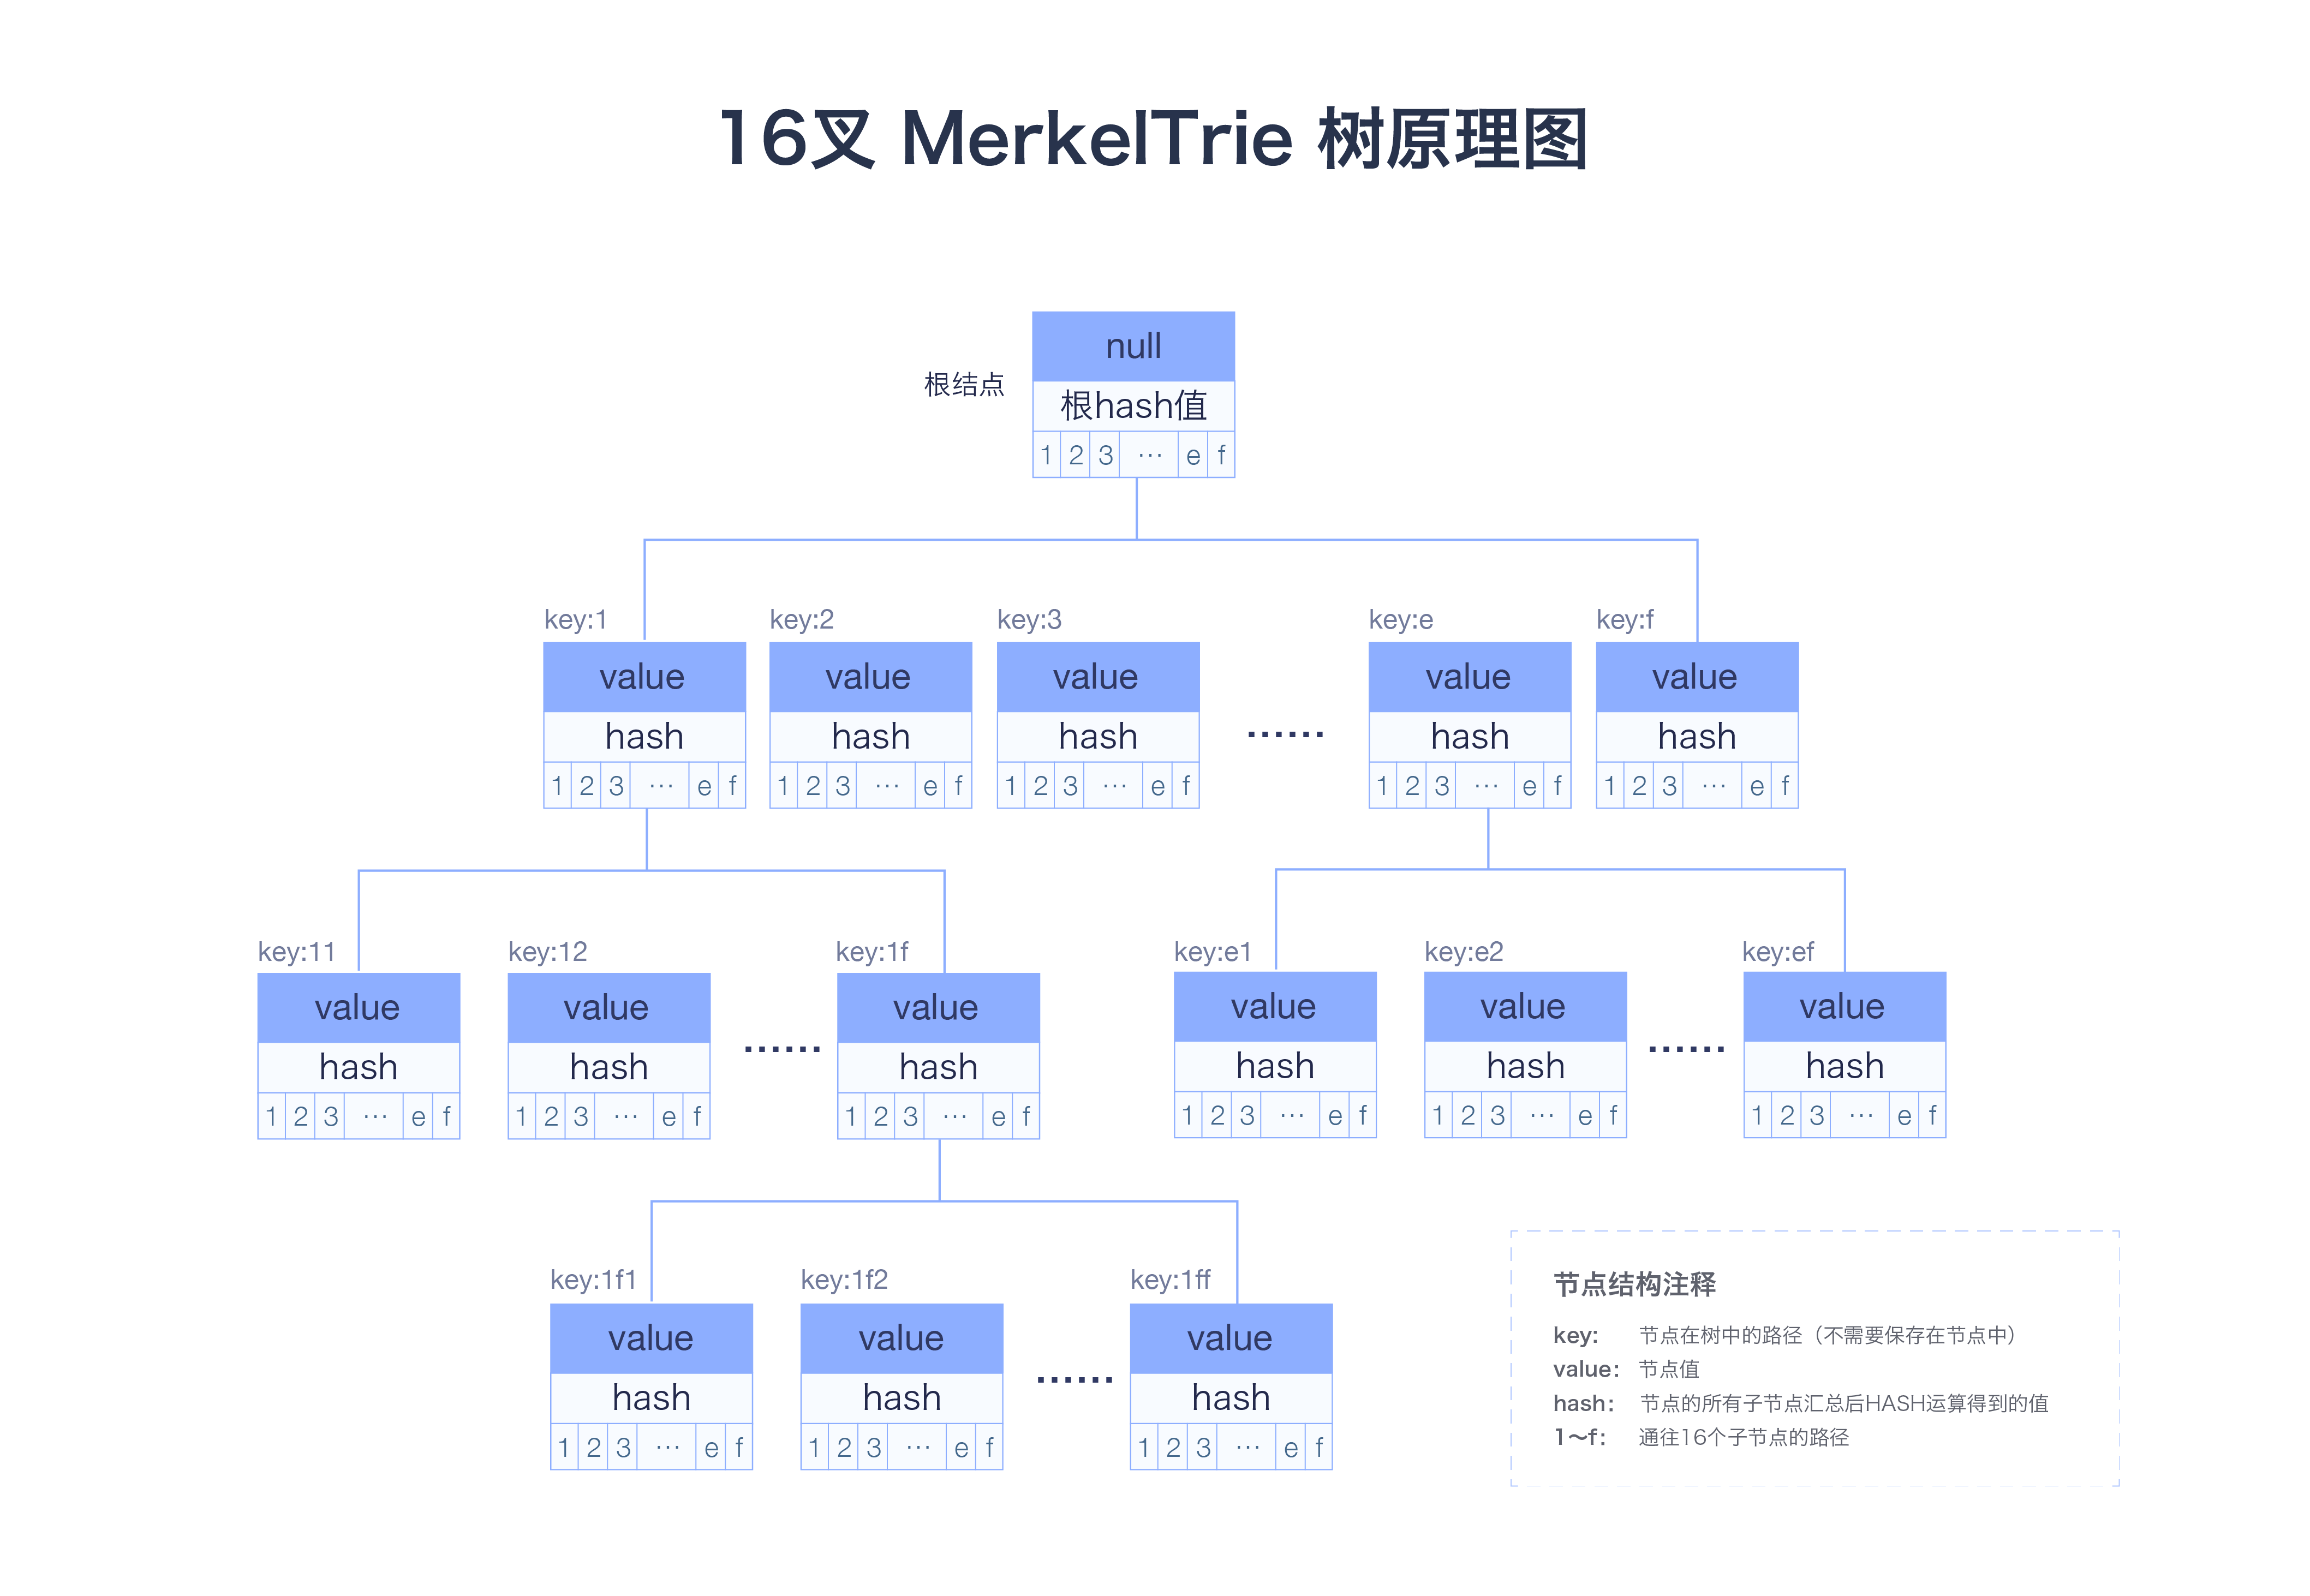 16叉 MerkelTrie 树原理图
null
根结点
根hash值
1 2 3 ··· e f
key:1 key:2 key:3 key:e key:f
value value value value value
hash hash hash ······ hash hash
1 2 3 ··· e f 1 2 3 ··· e f 1 2 3 ··· e f 1 2 3 ··· e f 1 2 3 ··· e f
key:11 key:12 key:1f key:e1 key:e2 key:ef
value value value value value value
hash hash ······ hash hash hash ······ hash
1 2 3 ··· e f 1 2 3 ··· e f 1 2 3 ··· e f 1 2 3 ··· e f 1 2 3 ··· e f 1 2 3 ··· e f
key:1f1 key:1f2 key:1ff
value value value
hash hash ······ hash
1 2 3 ··· e f 1 2 3 ··· e f 1 2 3 ··· e f
节点结构注释
key: 节点在树中的路径（不需要保存在节点中）
value: 节点值
hash: 节点的所有子节点汇总后HASH运算得到的值
1～f: 通往16个子节点的路径